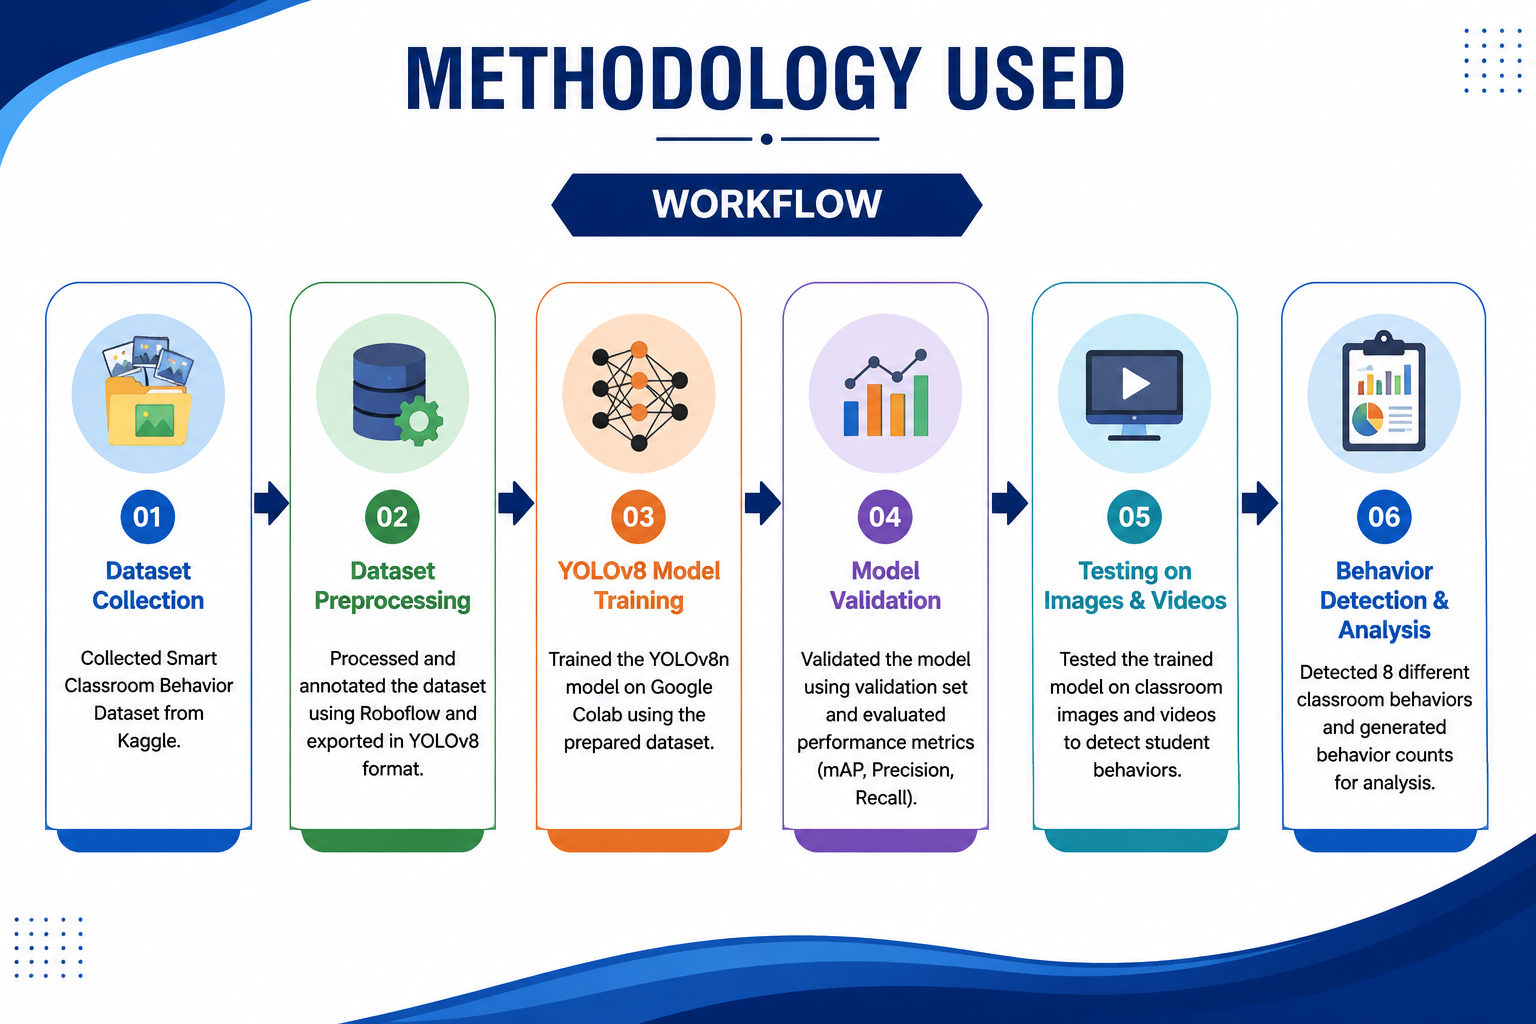 METHODOLOGY USED
WORKFLOW
01
Dataset
Collection
Collected Smart
Classroom Behavior
Dataset from
Kaggle.
02
Dataset
Preprocessing
Processed and
annotated the dataset
using Roboflow and
exported in YOLOv8
format.
03
YOLOv8 Model
Training
Trained the YOLOv8n
model on Google
Colab using the
prepared dataset.
04
Model
Validation
Validated the model
using validation set
and evaluated
performance metrics
(mAP, Precision,
Recall).
05
Testing on
Images & Videos
Tested the trained
model on classroom
images and videos
to detect student
behaviors.
06
Behavior
Detection &
Analysis
Detected 8 different
classroom behaviors
and generated
behavior counts
for analysis.